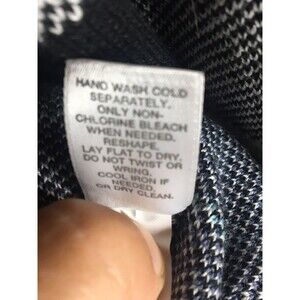 HAND WASH COLD
SEPARATELY.
ONLY NON-
CHLORINE BLEACH
WHEN NEEDED.
RESHAPE.
LAY FLAT TO DRY.
DO NOT TWIST OR
WRING.
COOL IRON IF
NEEDED
OR DRY CLEAN.